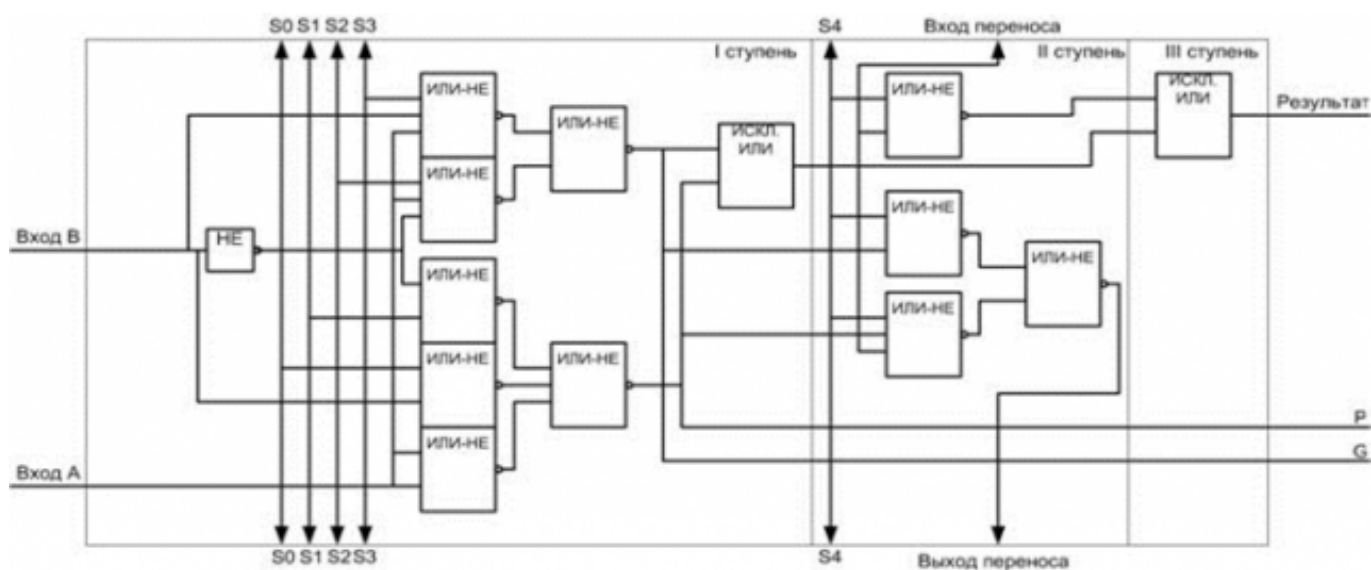 S0 S1 S2 S3
S4
Вход переноса
I ступень
II ступень
III ступень
ИЛИ-НЕ
ИЛИ-НЕ
ИЛИ-НЕ
ИСКЛ.
ИЛИ
ИЛИ-НЕ
ИСКЛ.
ИЛИ
Результат
ИЛИ-НЕ
ИЛИ-НЕ
Вход B
НЕ
ИЛИ-НЕ
ИЛИ-НЕ
ИЛИ-НЕ
ИЛИ-НЕ
ИЛИ-НЕ
P
ИЛИ-НЕ
G
Вход A
S0 S1 S2 S3
S4
Выход переноса